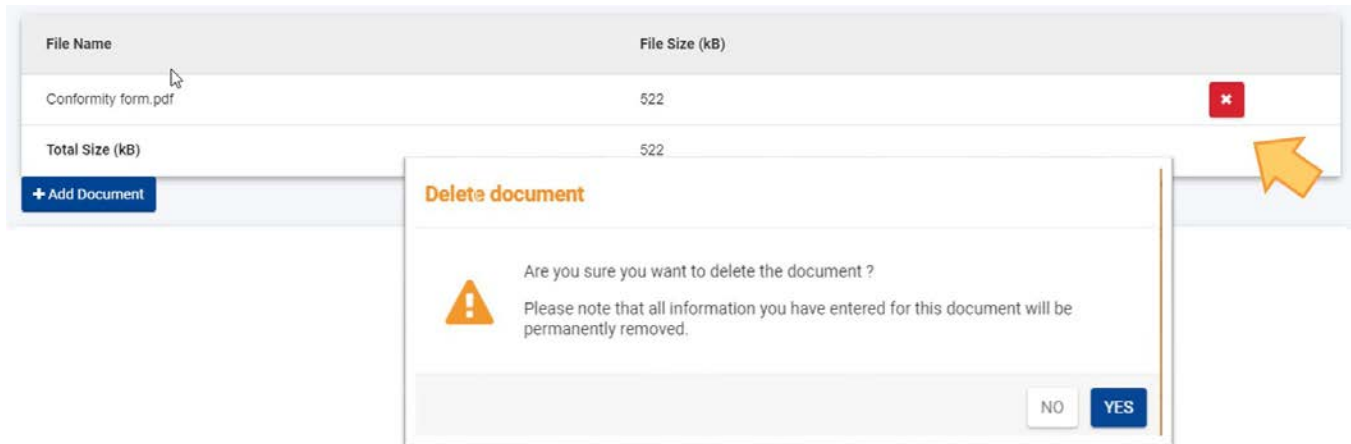 File Name File Size (kB)
Conformity form.pdf 522
Total Size (kB) 522
+ Add Document
Delete document
Are you sure you want to delete the document ?
Please note that all information you have entered for this document will be
permanently removed.
NO YES